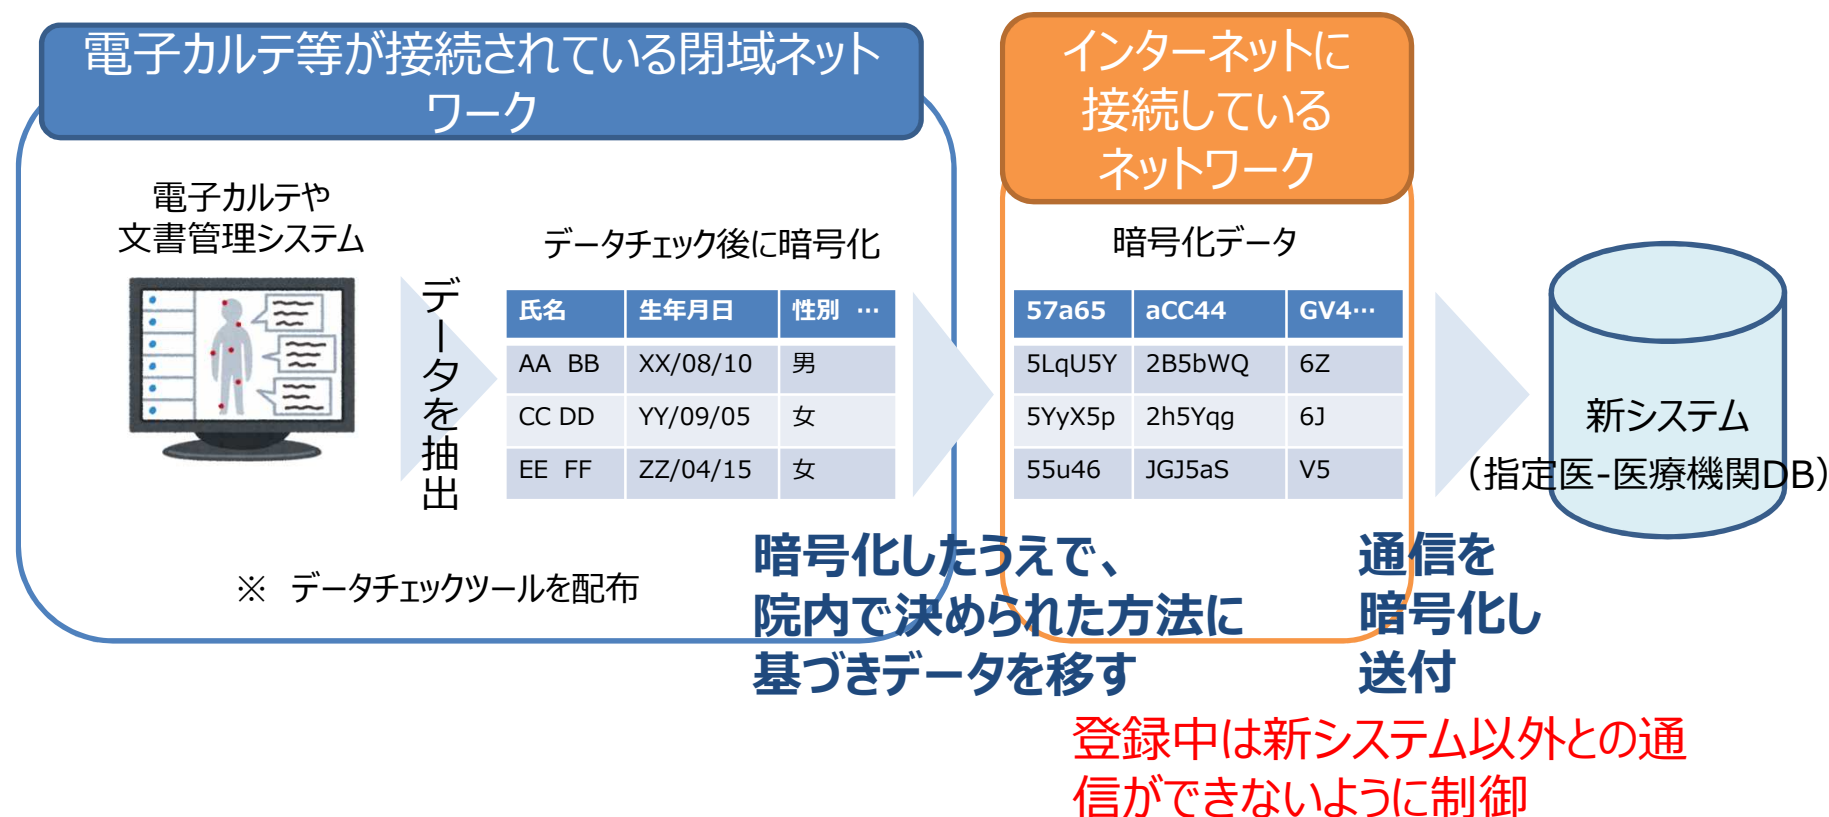 電子カルテ等が接続されている閉域ネット
ワーク
インターネットに
接続している
ネットワーク
電子カルテや
文書管理システム
データを抽出
データチェック後に暗号化
氏名 生年月日 性別 …
AA BB XX/08/10 男
CC DD YY/09/05 女
EE FF ZZ/04/15 女
※ データチェックツールを配布
暗号化データ
57a65 aCC44 GV4…
5LqU5Y 2B5bWQ 6Z
5YyX5p 2h5Yqg 6J
55u46 JGJ5aS V5
新システム
（指定医-医療機関DB）
暗号化したうえで、
院内で決められた方法に
基づきデータを移す
通信を
暗号化し
送付
登録中は新システム以外との通
信ができないように制御